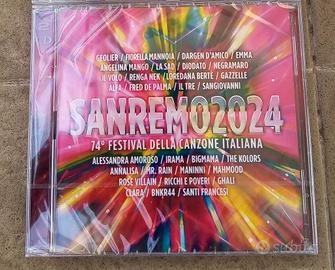 GEOLIER / FIORELLA MANNOIA / DARGEN D'AMICO / EMMA
ANGELINA MANGO / LA SAD / DIODATO / NEGRAMARO
IL VOLO / RENGA NEK / LOREDANA BERTÈ / GAZZELLE
ALFA / FRED DE PALMA / IL TRE / SANGIOVANNI
SANREMO2024
74° FESTIVAL DELLA CANZONE ITALIANA
ALESSANDRA AMOROSO / IRAMA / BIGMAMA / THE KOLORS
ANNALISA / MR. RAIN / MANINNI / MAHMOOD
ROSE VILLAIN / RICCHI E POVERI / GHALI
CLARA / BNKR44 / SANTI FRANCESI
subito